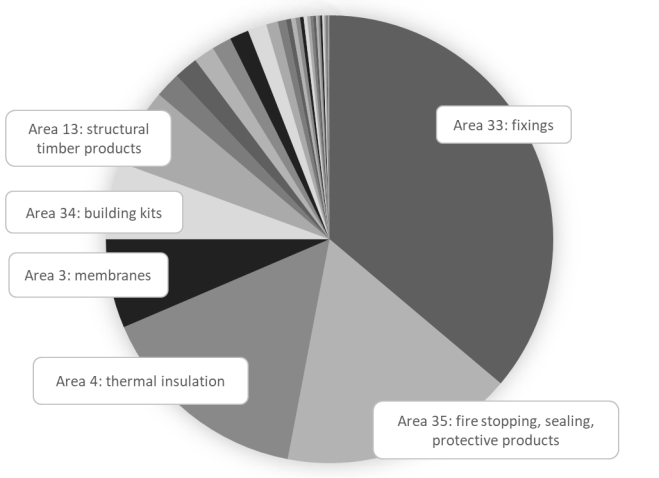 Area 13: structural
timber products
Area 33: fixings
Area 34: building kits
Area 3: membranes
Area 4: thermal insulation
Area 35: fire stopping, sealing,
protective products